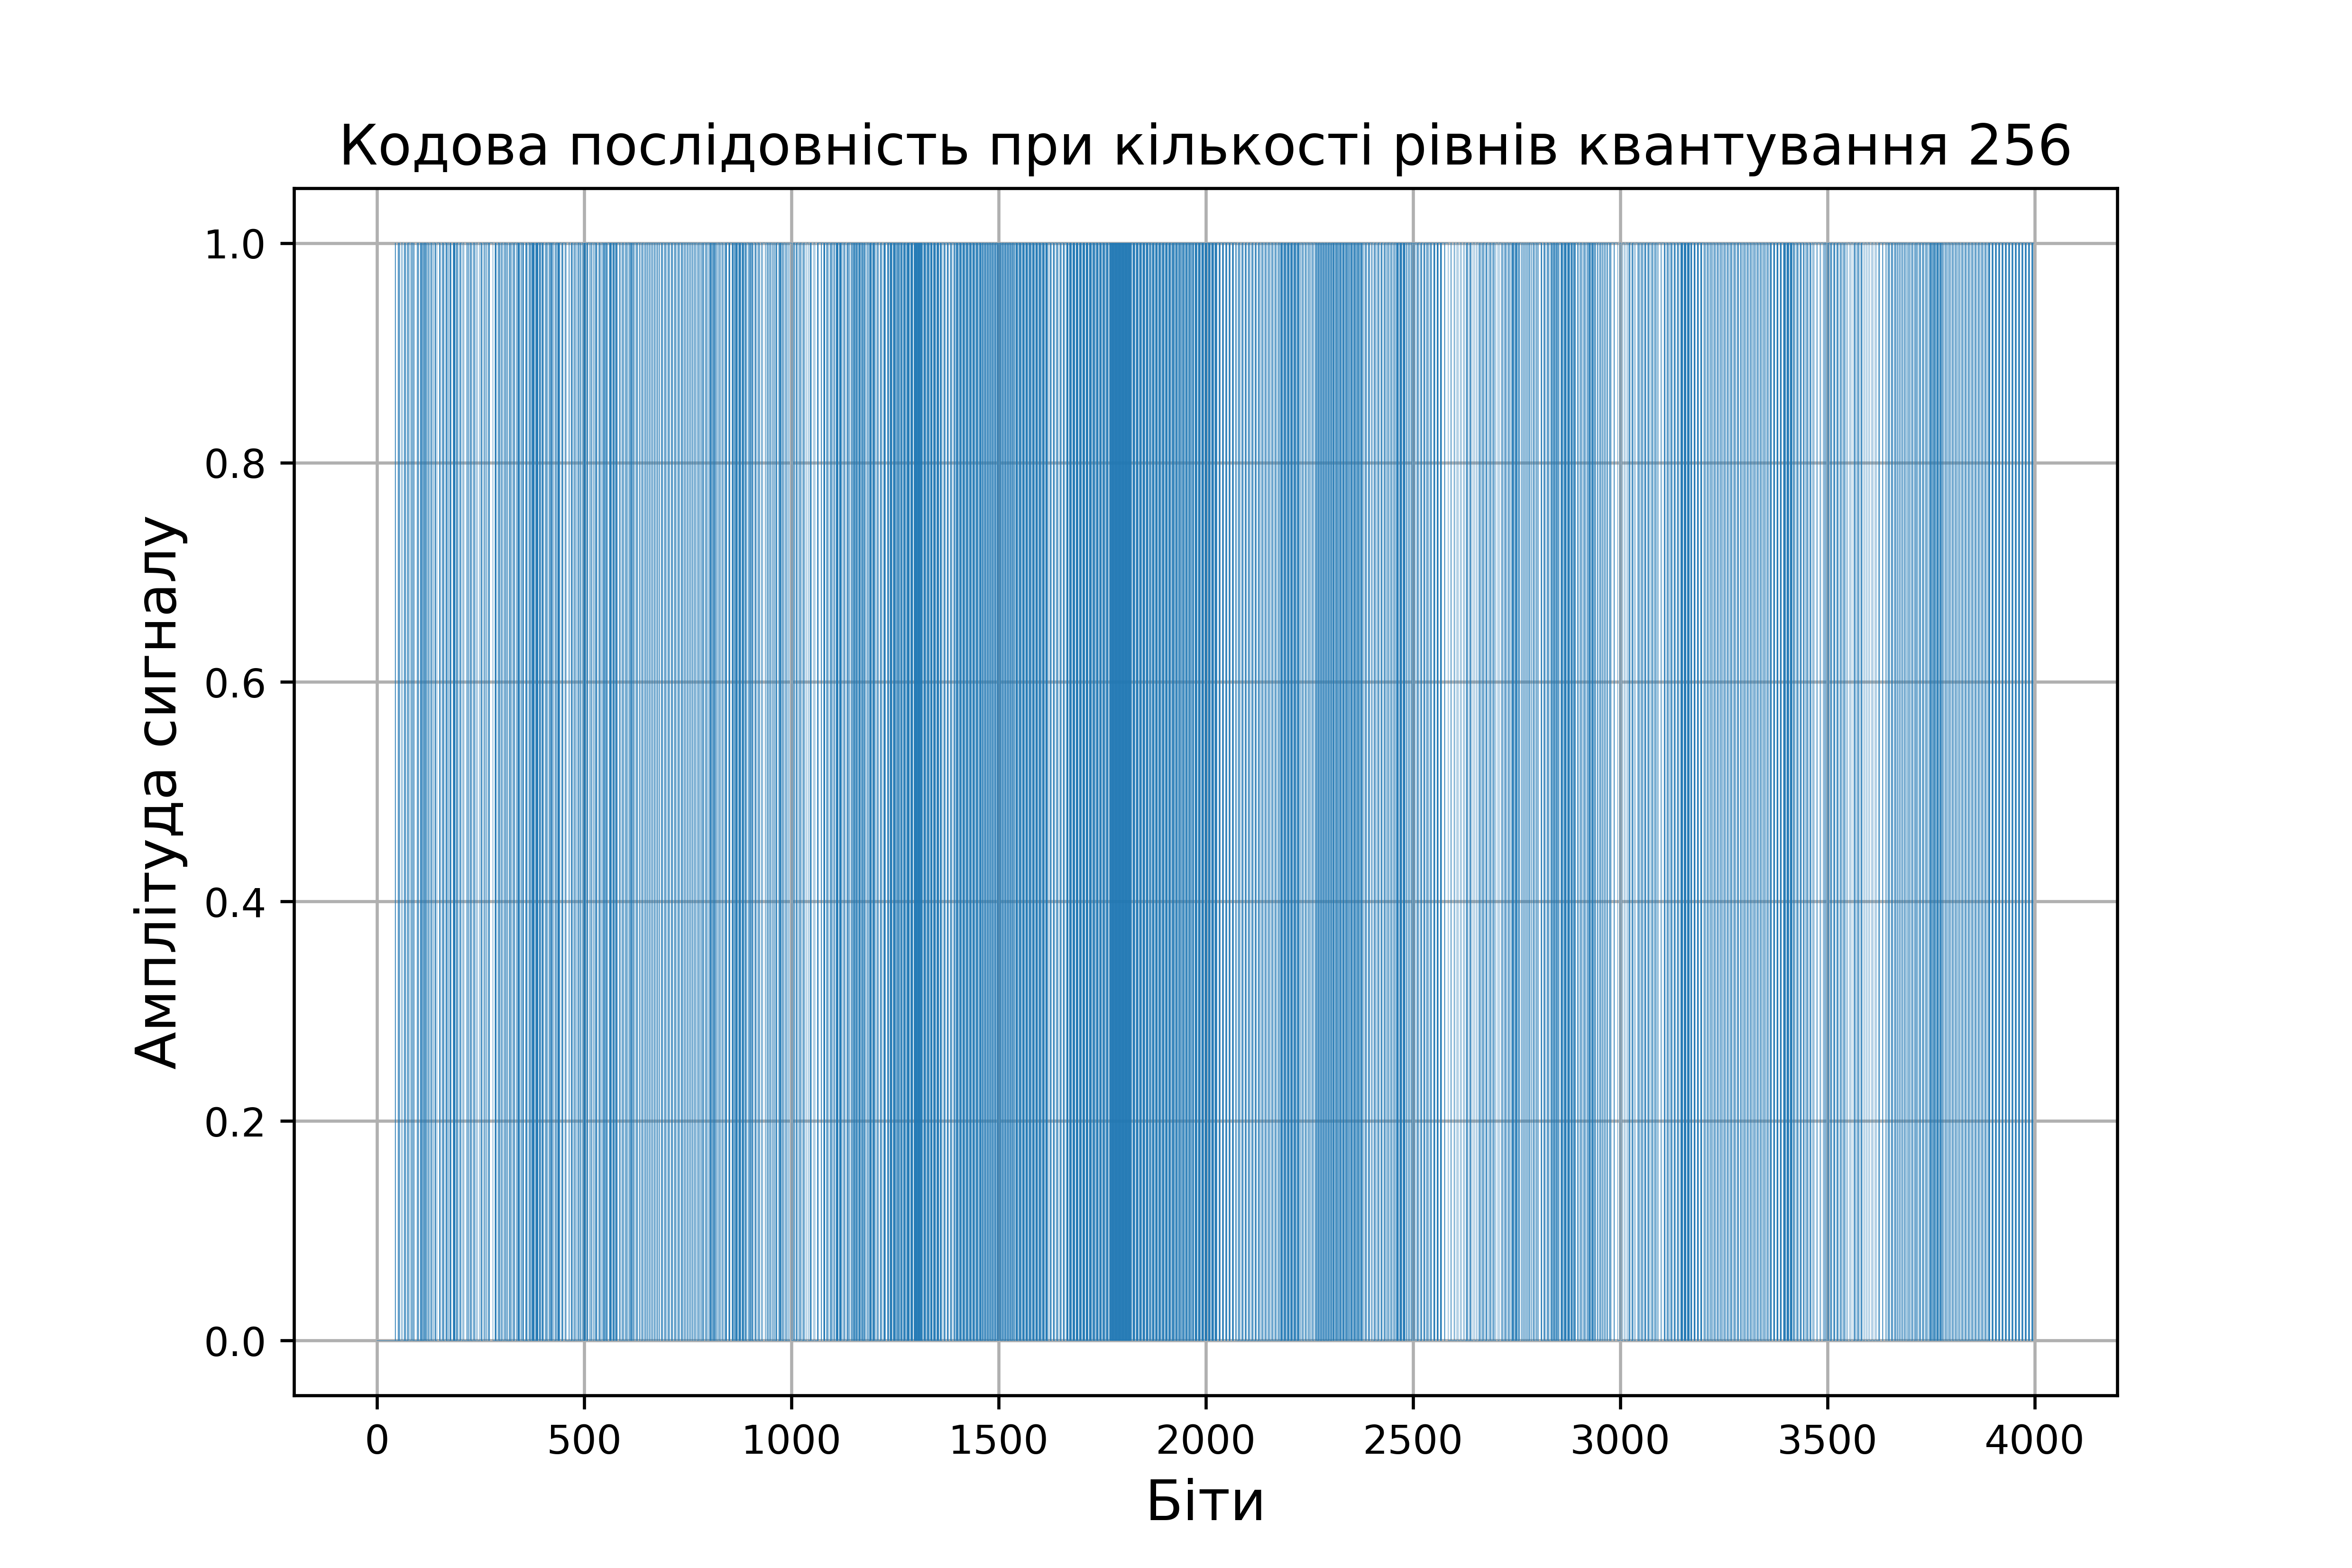 Кодова послідовність при кількості рівнів квантування 256
Амплітуда сигналу
1.0
0.8
0.6
0.4
0.2
0.0
0 500 1000 1500 2000 2500 3000 3500 4000
Біти